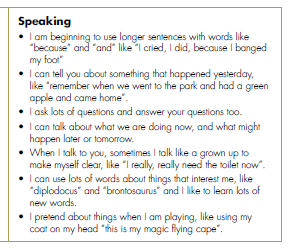 Speaking
• I am beginning to use longer sentences with words like
"because" and "and" like "I cried, I did, because I banged
my foot"
• I can tell you about something that happened yesterday,
like "remember when we went to the park and had a green
apple and came home".
• I ask lots of questions and answer your questions too.
• I can talk about what we are doing now, and what might
happen later or tomorrow.
• When I talk to you, sometimes I talk like a grown up to
make myself clear, like "I really, really need the toilet now".
• I can use lots of words about things that interest me, like
"diplodocus" and "brontosaurus" and I like to learn lots of
new words.
• I pretend about things when I am playing, like using my
coat on my head "this is my magic flying cape".